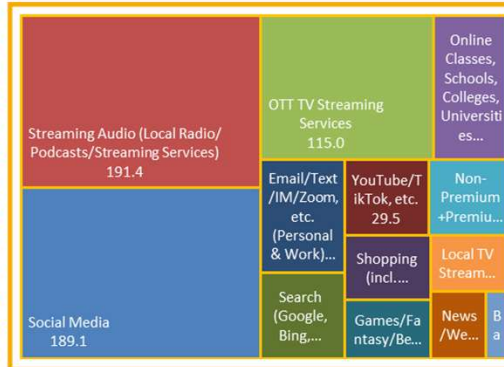 Streaming Audio (Local Radio/
Podcasts/Streaming Services)
191.4
Social Media
189.1
OTT TV Streaming
Services
115.0
Online
Classes,
Schools,
Colleges,
Universiti
es...
Email/Text
/IM/Zoom,
etc.
(Personal
& Work)...
YouTube/T
ikTok, etc.
29.5
Non-
Premium
+Premiu...
Shopping
(incl....
Local TV
Stream...
Search
(Google,
Bing,...
Games/Fa
ntasy/Be...
News
/We...
B
a